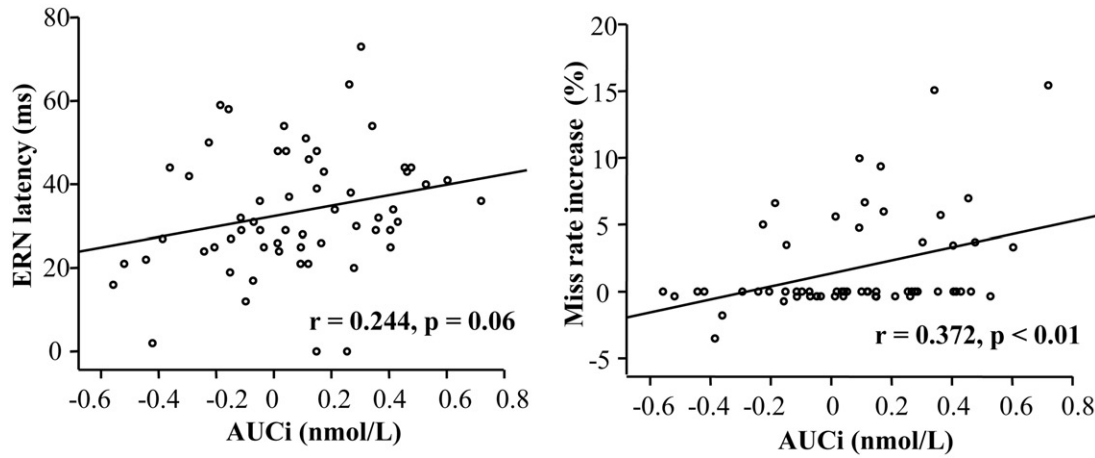 ERN latency (ms)
80
60
40
20
0
r = 0.244, p = 0.06
-0.6 -0.4 -0.2 0 0.2 0.4 0.6 0.8
AUCi (nmol/L)
Miss rate increase (%)
20
15
10
5
0
-5
r = 0.372, p < 0.01
-0.6 -0.4 -0.2 0 0.2 0.4 0.6 0.8
AUCi (nmol/L)